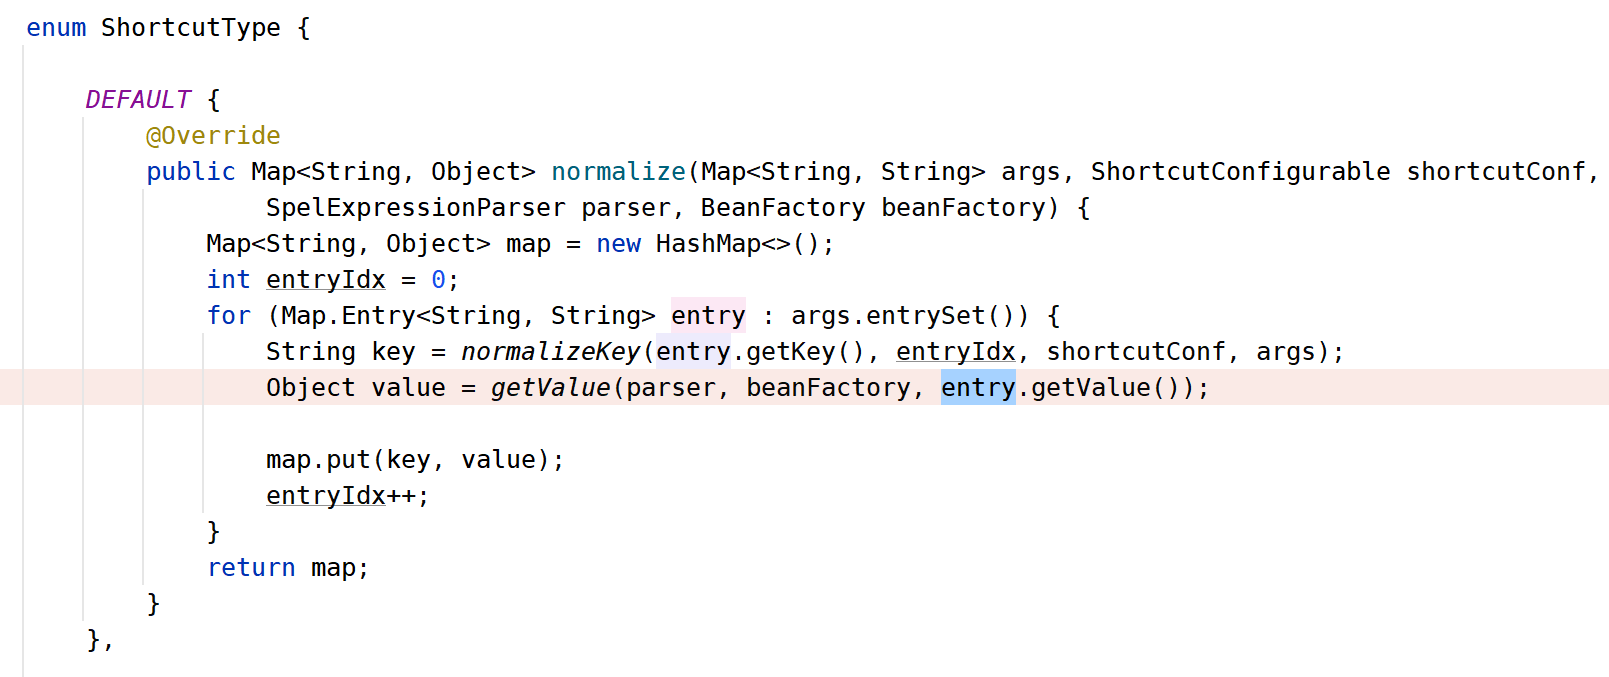 enum ShortcutType {
DEFAULT {
@Override
public Map<String, Object> normalize(Map<String, String> args, ShortcutConfigurable shortcutConf,
SpelExpressionParser parser, BeanFactory beanFactory) {
Map<String, Object> map = new HashMap<>();
int entryIdx = 0;
for (Map.Entry<String, String> entry : args.entrySet()) {
String key = normalizeKey(entry.getKey(), entryIdx, shortcutConf, args);
Object value = getValue(parser, beanFactory, entry.getValue());
map.put(key, value);
entryIdx++;
}
return map;
}
},